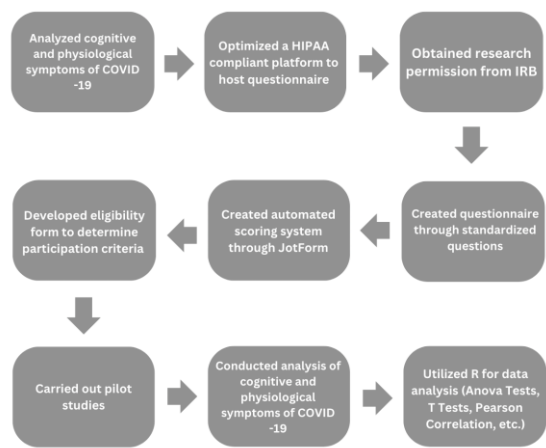 Analyzed cognitive
and physiological
symptoms of COVID
-19
Optimized a HIPAA
compliant platform to
host questionnaire
Obtained research
permission from IRB
Created questionnaire
through standardized
questions
Created automated
scoring system
through JotForm
Developed eligibility
form to determine
participation criteria
Carried out pilot
studies
Conducted analysis of
cognitive and
physiological
symptoms of COVID
-19
Utilized R for data
analysis (Anova Tests,
T Tests, Pearson
Correlation, etc.)